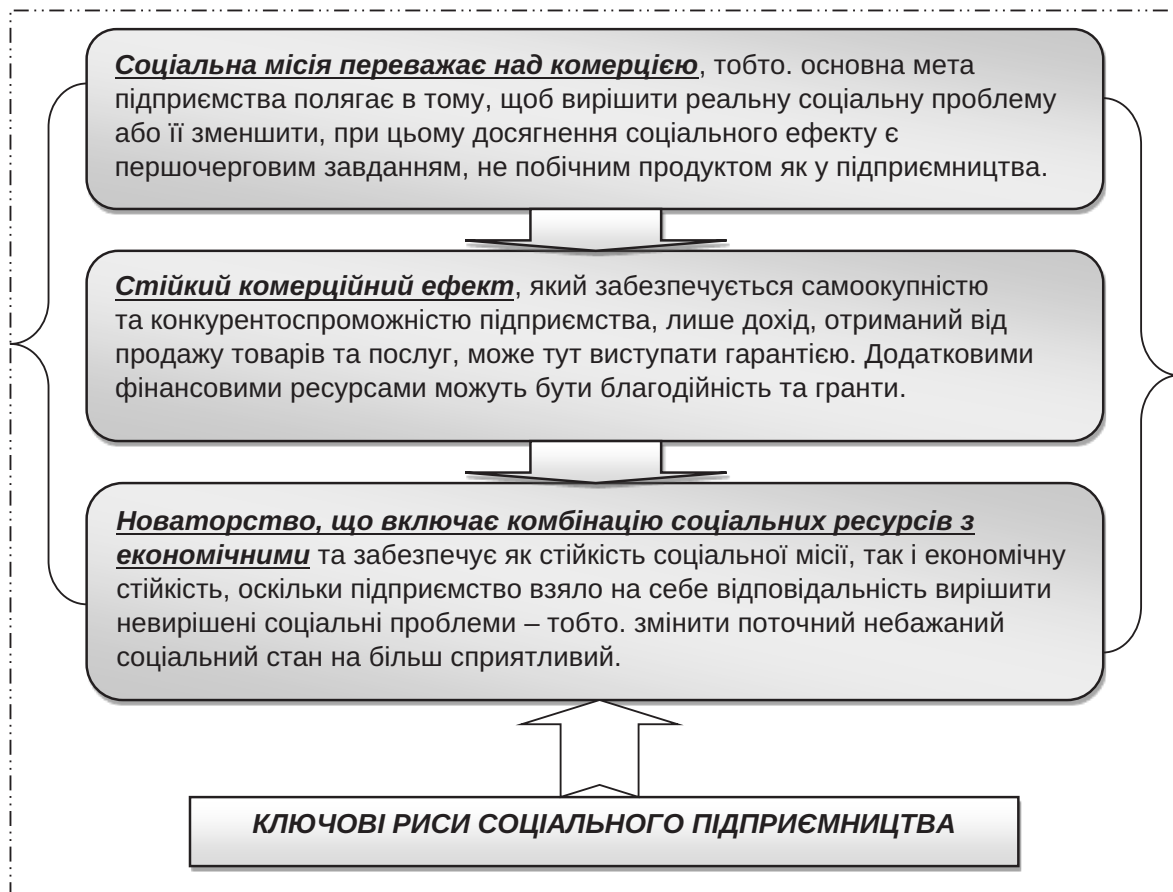 Соціальна місія переважає над комерцією, тобто. основна мета
підприємства полягає в тому, щоб вирішити реальну соціальну проблему
або її зменшити, при цьому досягнення соціального ефекту є
першочерговим завданням, не побічним продуктом як у підприємництва.
Стійкий комерційний ефект, який забезпечується самоокупністю
та конкурентоспроможністю підприємства, лише дохід, отриманий від
продажу товарів та послуг, може тут виступати гарантією. Додатковими
фінансовими ресурсами можуть бути благодійність та гранти.
Новаторство, що включає комбінацію соціальних ресурсів з
економічними та забезпечує як стійкість соціальної місії, так і економічну
стійкість, оскільки підприємство взяло на себе відповідальність вирішити
невирішені соціальні проблеми – тобто. змінити поточний небажаний
соціальний стан на більш сприятливий.
КЛЮЧОВІ РИСИ СОЦІАЛЬНОГО ПІДПРИЄМНИЦТВА